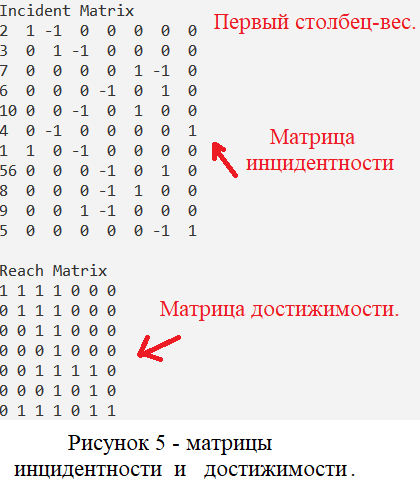 Incident Matrix
2 1 -1 0 0 0 0 0
Первый столбец-вес.
3 0 1 -1 0 0 0 0
7 0 0 0 0 1 -1 0
6 0 0 0 -1 0 1 0
10 0 0 -1 0 1 0 0
4 0 -1 0 0 0 0 1
Матрица
инцидентности
1 1 0 -1 0 0 0 0
56 0 0 0 -1 0 1 0
8 0 0 0 -1 1 0 0
9 0 0 1 -1 0 0 0
5 0 0 0 0 0 -1 1
Reach Matrix
1 1 1 1 0 0 0
0 1 1 1 0 0 0
Матрица достижимости.
0 0 1 1 0 0 0
0 0 0 1 0 0 0
0 0 1 1 1 1 0
0 0 0 1 0 1 0
0 1 1 1 0 1 1
Рисунок 5 - матрицы
инцидентности и достижимости.